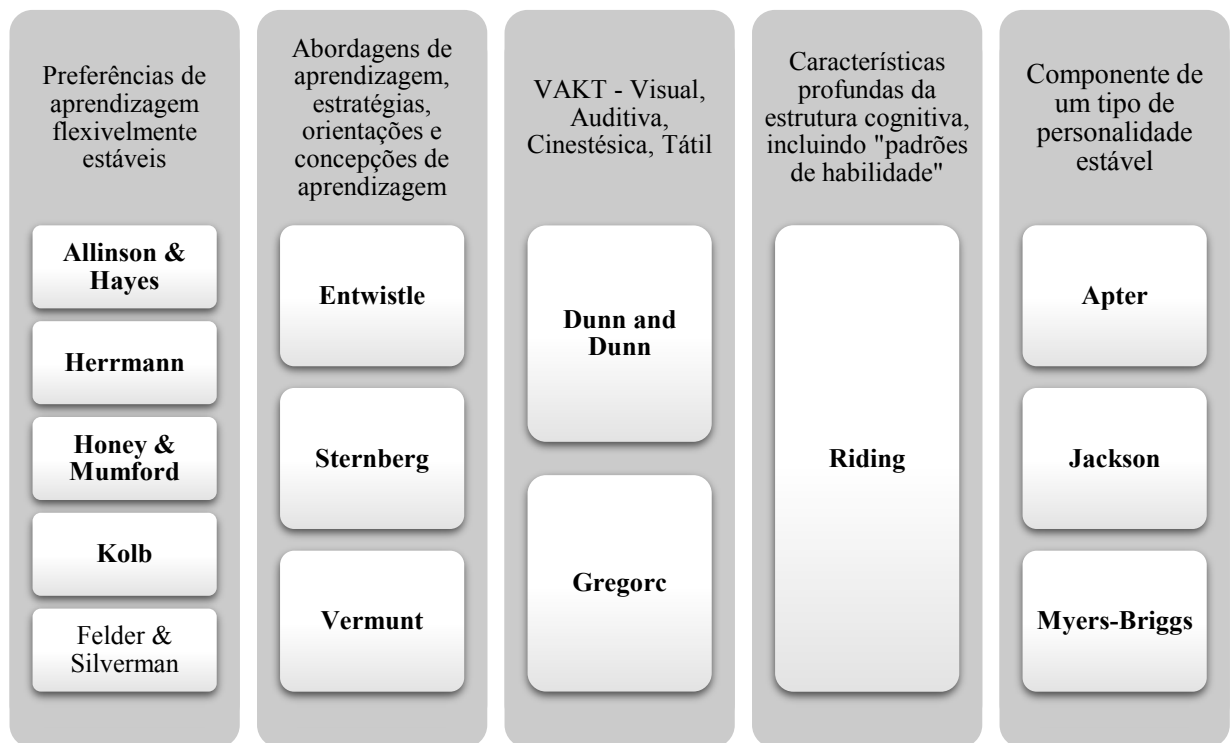 Preferências de
aprendizagem
flexivelmente
estáveis
Allinson &
Hayes
Herrmann
Honey &
Mumford
Kolb
Felder &
Silverman
Abordagens de
aprendizagem,
estratégias,
orientações e
concepções de
aprendizagem
Entwistle
Sternberg
Vermunt
VAKT - Visual,
Auditiva,
Cinestésica, Tátil
Dunn and
Dunn
Gregorc
Características
profundas da
estrutura cognitiva,
incluindo "padrões
de habilidade"
Riding
Componente de
um tipo de
personalidade
estável
Apter
Jackson
Myers-Briggs